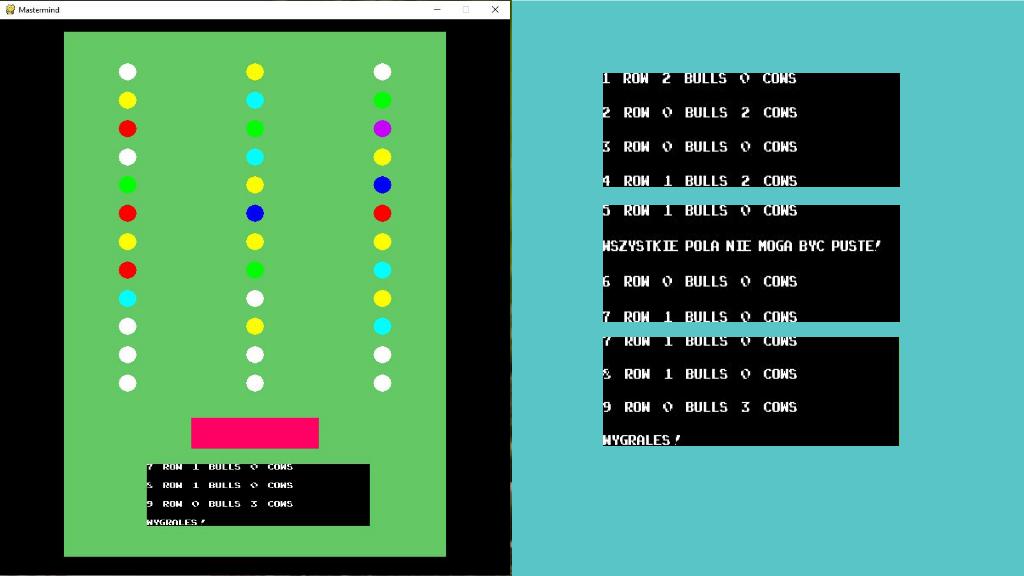 Mastermind
7 ROW 1 BULLS 0 COWS
8 ROW 1 BULLS 0 COWS
9 ROW 0 BULLS 3 COWS
WYGRALES!
1 ROW 2 BULLS 0 COWS
2 ROW 0 BULLS 2 COWS
3 ROW 0 BULLS 0 COWS
4 ROW 1 BULLS 2 COWS
5 ROW 1 BULLS 0 COWS
WSZYSTKIE POLA NIE MOGA BYC PUSTE!
6 ROW 0 BULLS 0 COWS
7 ROW 1 BULLS 0 COWS
7 ROW 1 BULLS 0 COWS
8 ROW 1 BULLS 0 COWS
9 ROW 0 BULLS 3 COWS
WYGRALES!